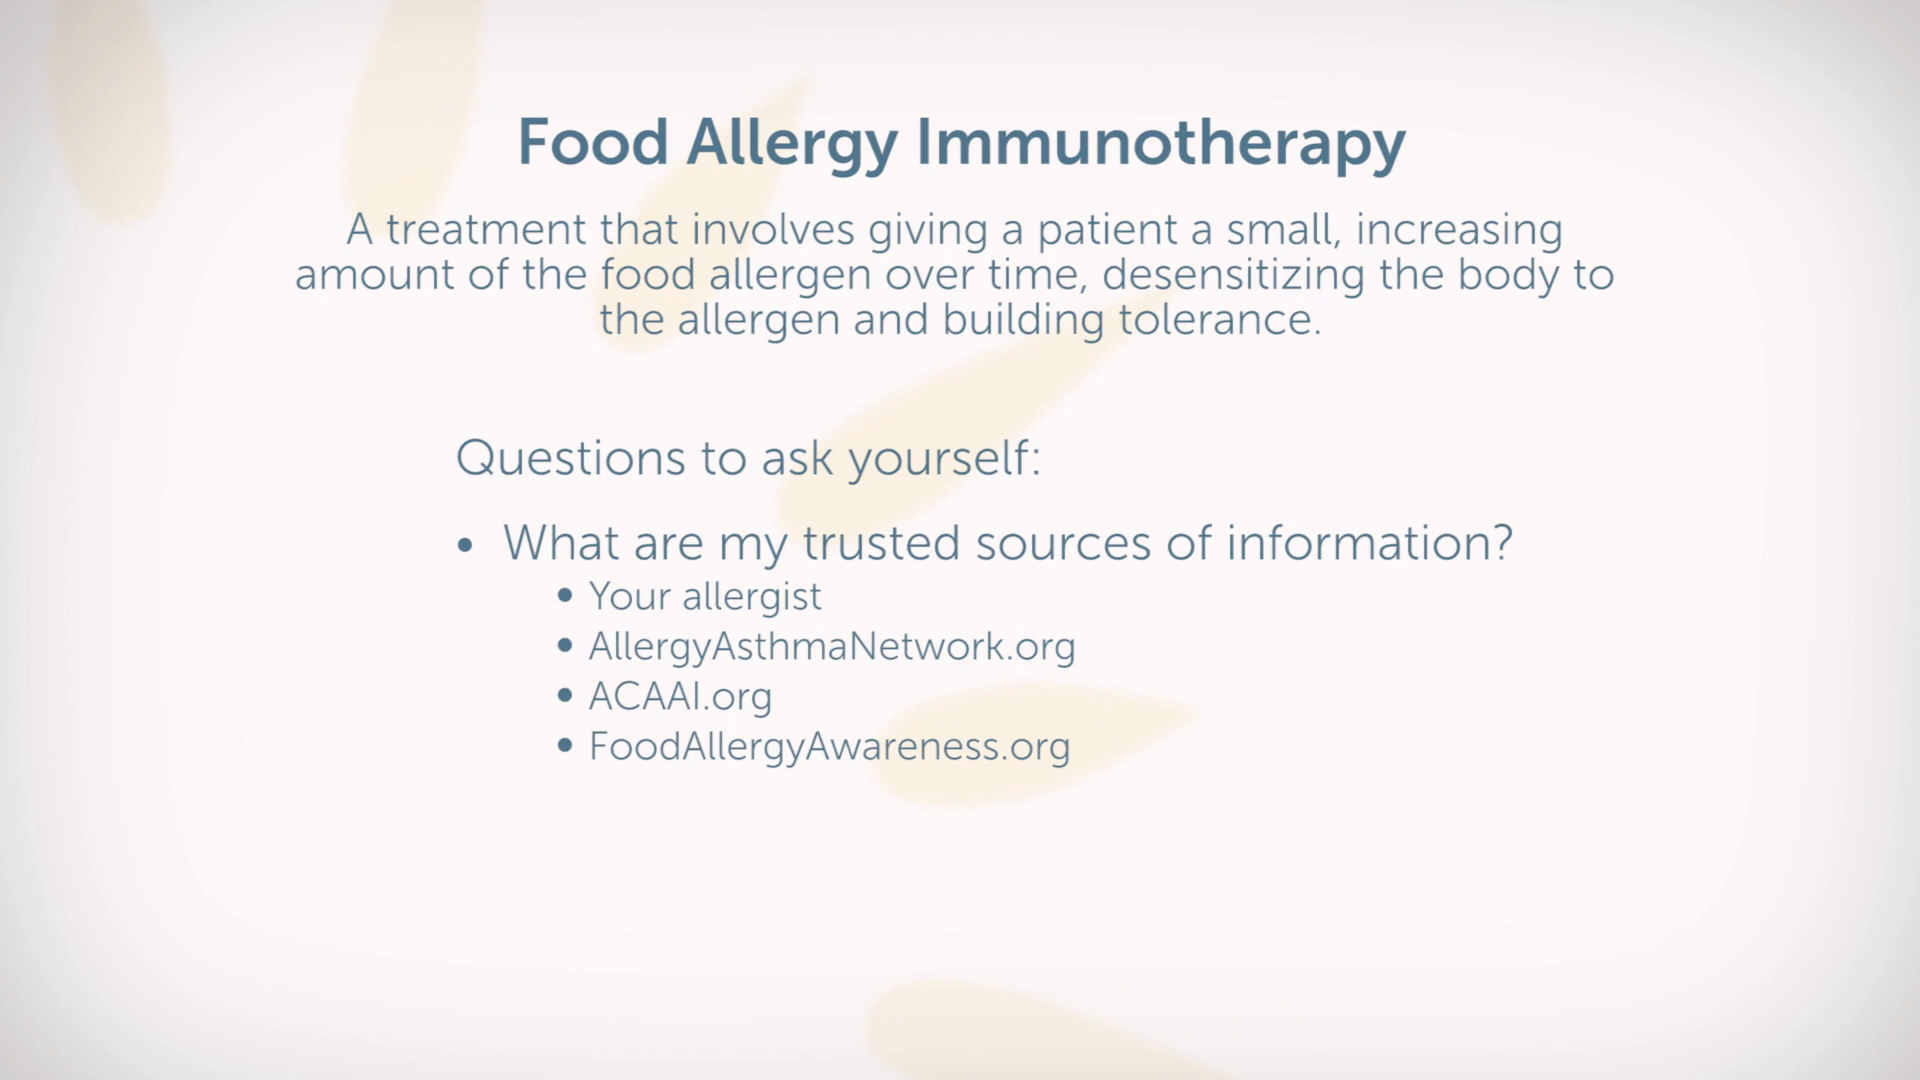 Food Allergy Immunotherapy
A treatment that involves giving a patient a small, increasing
amount of the food allergen over time, desensitizing the body to
the allergen and building tolerance.
Questions to ask yourself:
• What are my trusted sources of information?
• Your allergist
• AllergyAsthmaNetwork.org
• ACAAI.org
• FoodAllergyAwareness.org